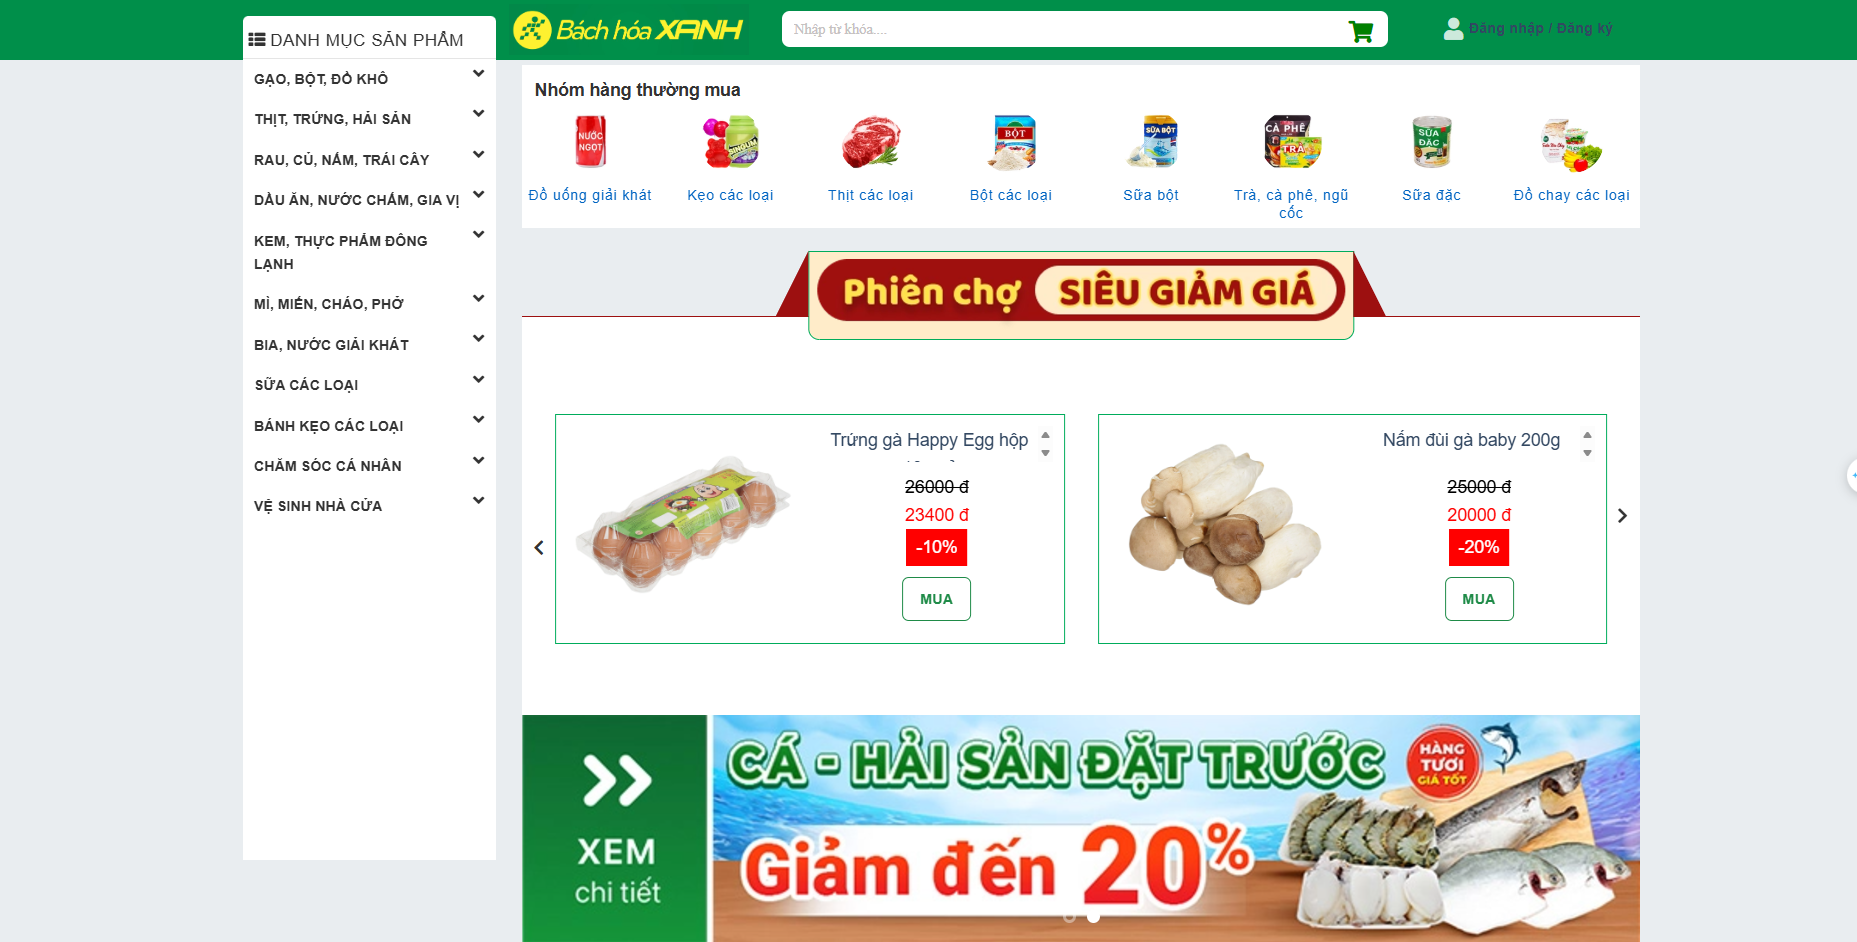 DANH MỤC SẢN PHẨM
Bách hóa XANH
Nhập từ khóa....
Đăng nhập / Đăng ký
GẠO, BỘT, ĐỒ KHÔ
THỊT, TRỨNG, HẢI SẢN
RAU, CỦ, NẤM, TRÁI CÂY
DẦU ĂN, NƯỚC CHẤM, GIA VỊ
KEM, THỰC PHẨM ĐÔNG
LẠNH
MÌ, MIẾN, CHÁO, PHỞ
BIA, NƯỚC GIẢI KHÁT
SỮA CÁC LOẠI
BÁNH KẸO CÁC LOẠI
CHĂM SÓC CÁ NHÂN
VỆ SINH NHÀ CỬA
Nhóm hàng thường mua
NƯỚC
NGỌT
SINGUM
BỘT
SỮA BỘT
CÀ PHÊ
TRÀ
SỮA
ĐẶC
Đồ uống giải khát
Kẹo các loại
Thịt các loại
Bột các loại
Sữa bột
Trà, cà phê, ngũ
cốc
Sữa đặc
Đồ chay các loại
Phiên chợ SIÊU GIẢM GIÁ
Trứng gà Happy Egg hộp
26000 đ
23400 đ
-10%
MUA
Nấm đùi gà baby 200g
25000 đ
20000 đ
-20%
MUA
XEM
chi tiết
CÁ - HẢI SẢN ĐẶT TRƯỚC
HÀNG
TƯƠI
GIÁ TỐT
Giảm đến 20%